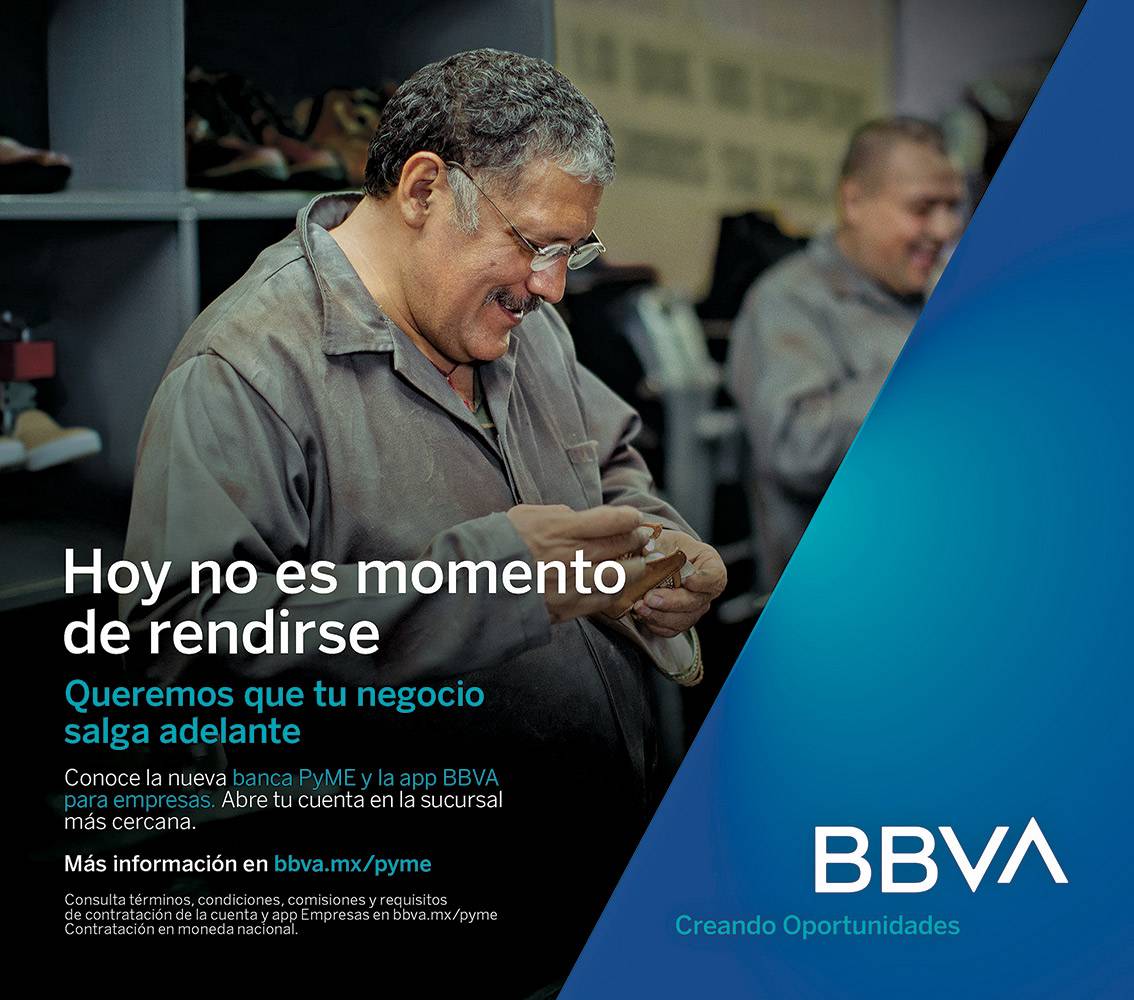 Hoy no es momento
de rendirse
Queremos que tu negocio
salga adelante
Conoce la nueva banca PyME y la app BBVA
para empresas. Abre tu cuenta en la sucursal
más cercana.
Más información en bbva.mx/pyme
Consulta términos, condiciones, comisiones y requisitos
de contratación de la cuenta y app Empresas en bbva.mx/pyme
Contratación en moneda nacional.
BBVA
Creando Oportunidades